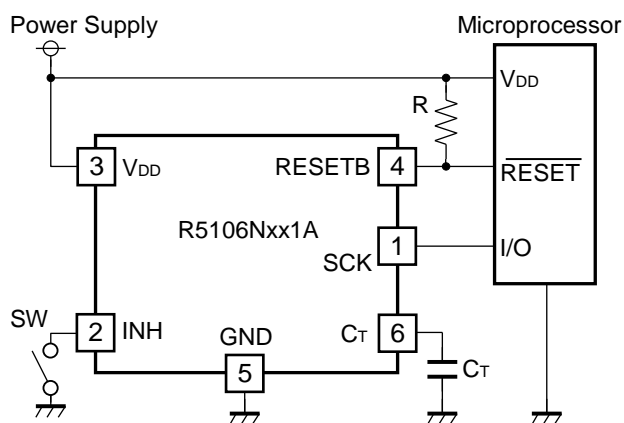 Power Supply
Microprocessor
VDD
R
3
VDD
RESETB
4
RESET
R5106Nxx1A
1
SCK
I/O
SW
2
INH
GND
CT
6
5
CT